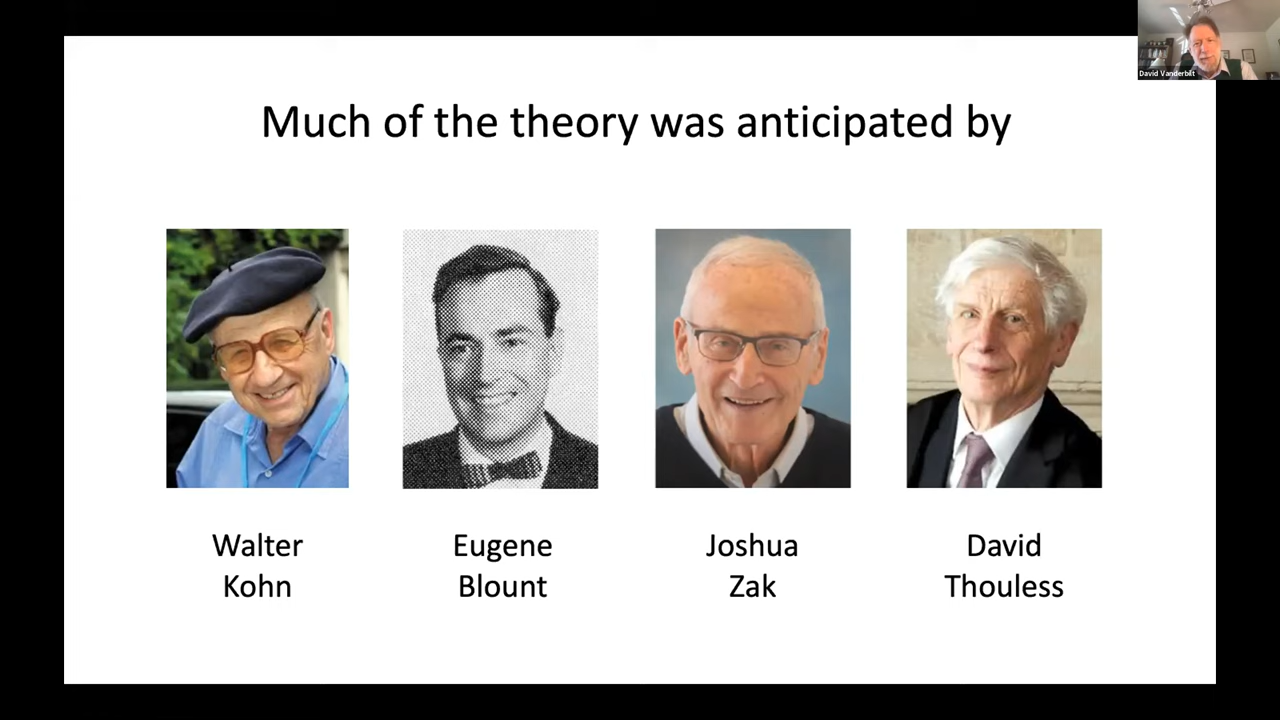 David Vanderbilt
Much of the theory was anticipated by
Walter
Kohn
Eugene
Blount
Joshua
Zak
David
Thouless